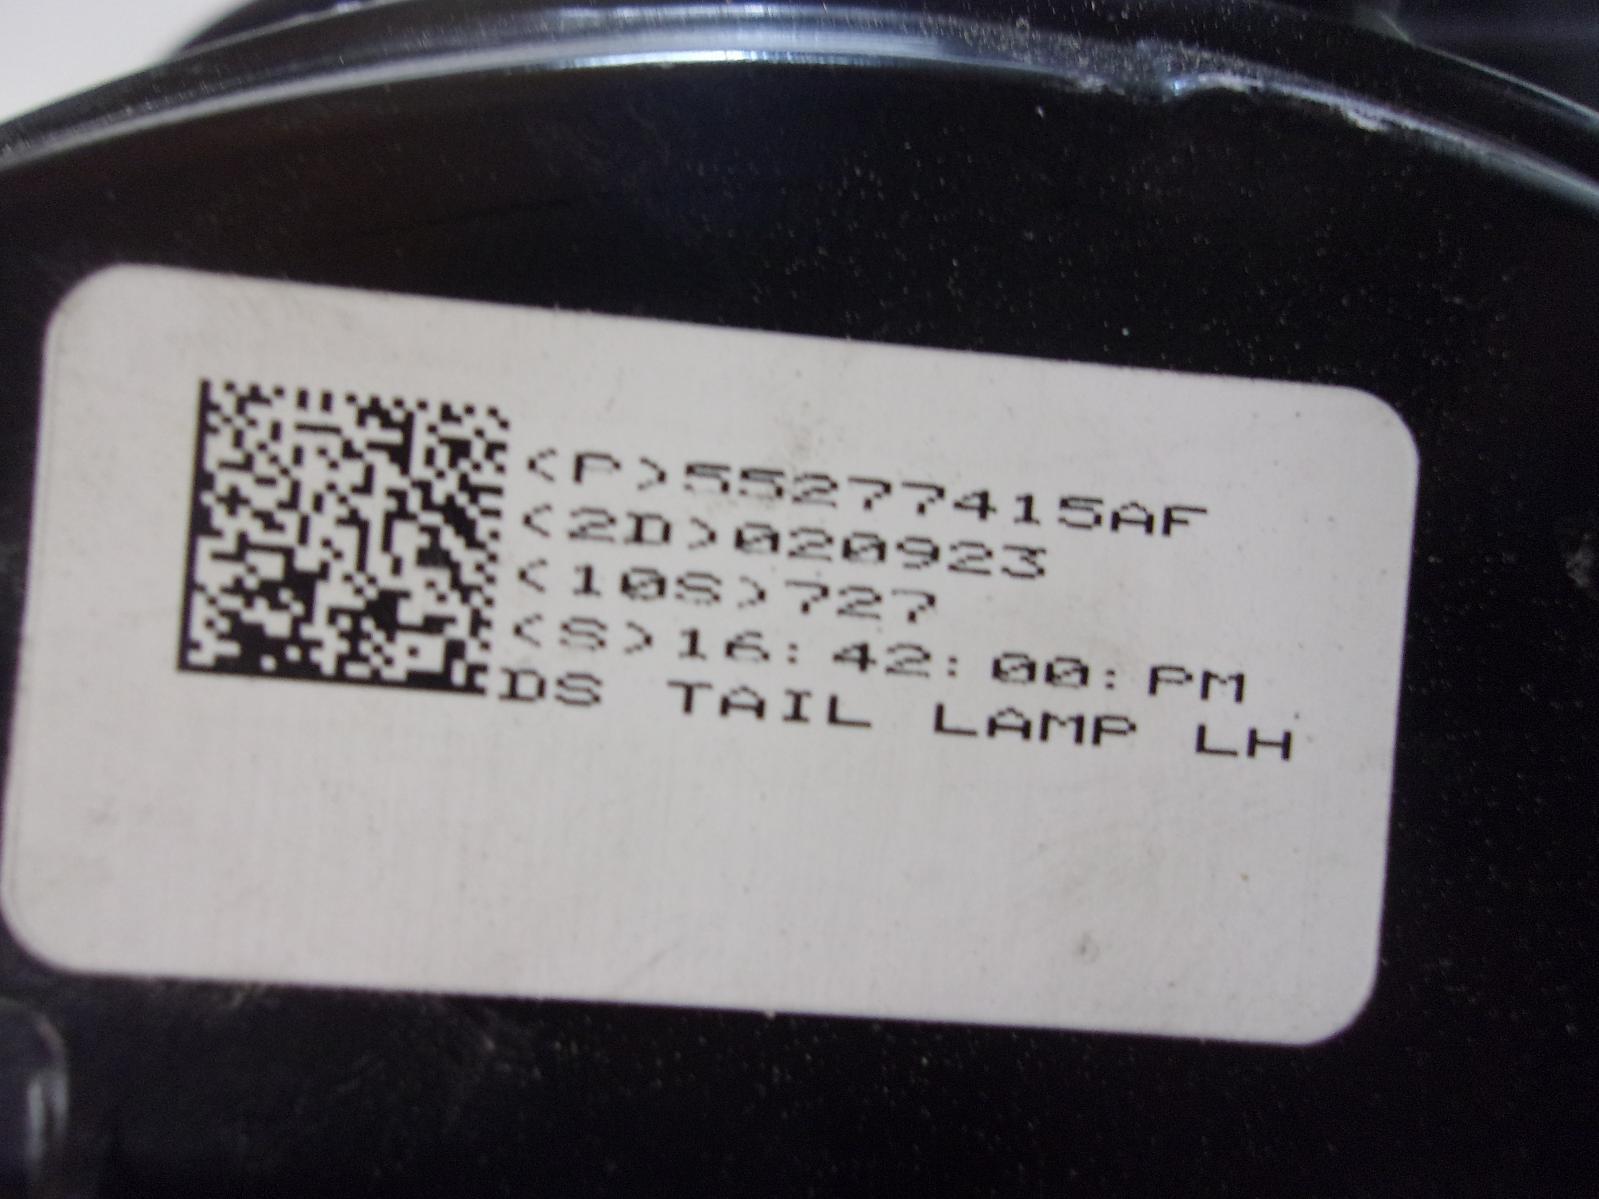 <P>55277415AF
<2D>020923
<10S>727
<S>16:42:00:PM
DS TAIL LAMP LH